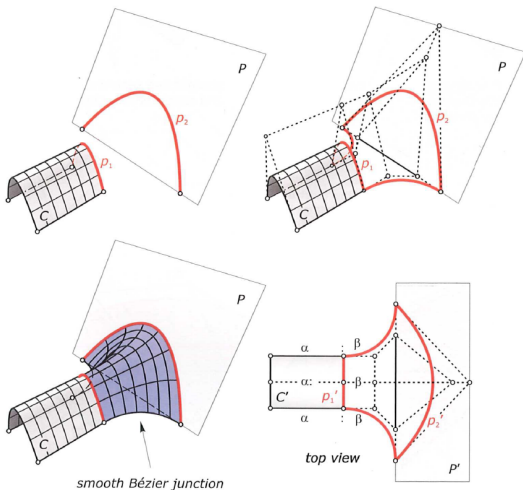 P
p₂
p₁
C
P
p₂
p₁
C
P
C
smooth Bézier junction
α
β
α
β
C'
p₁'
α
β
p₂'
top view
P'